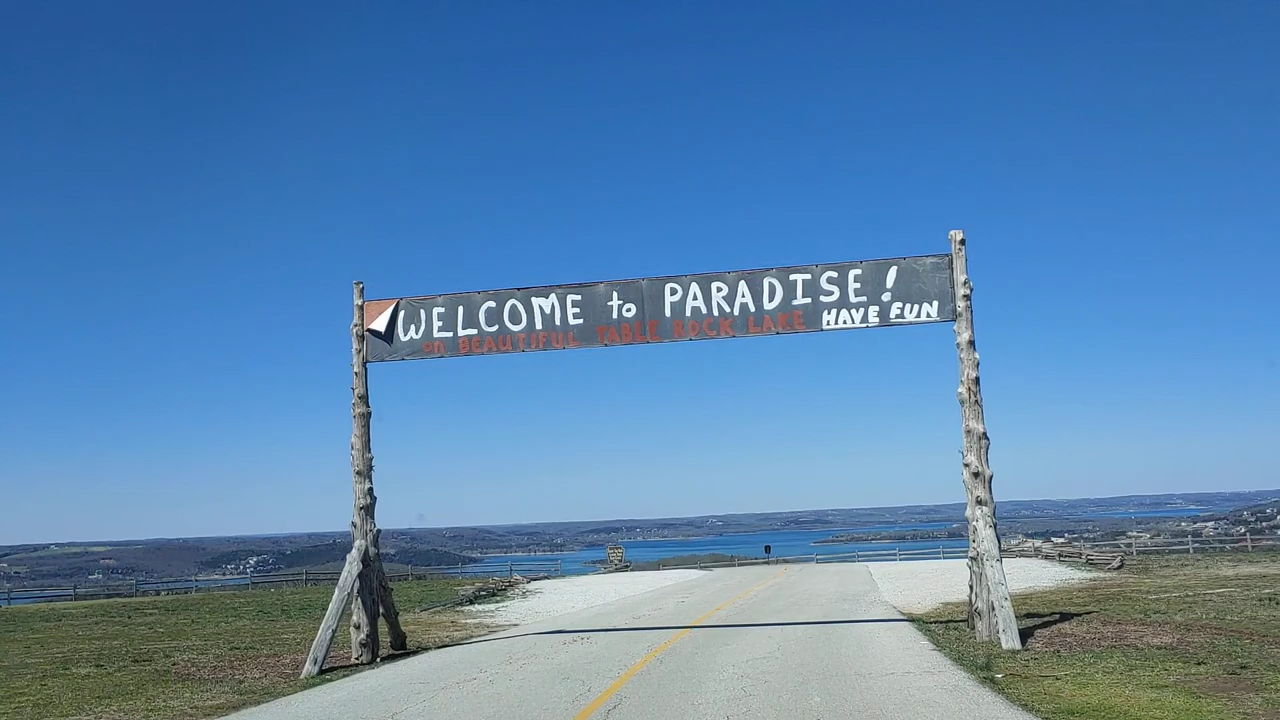 WELCOME to PARADISE!
on BEAUTIFUL TABLE ROCK LAKE HAVE FUN